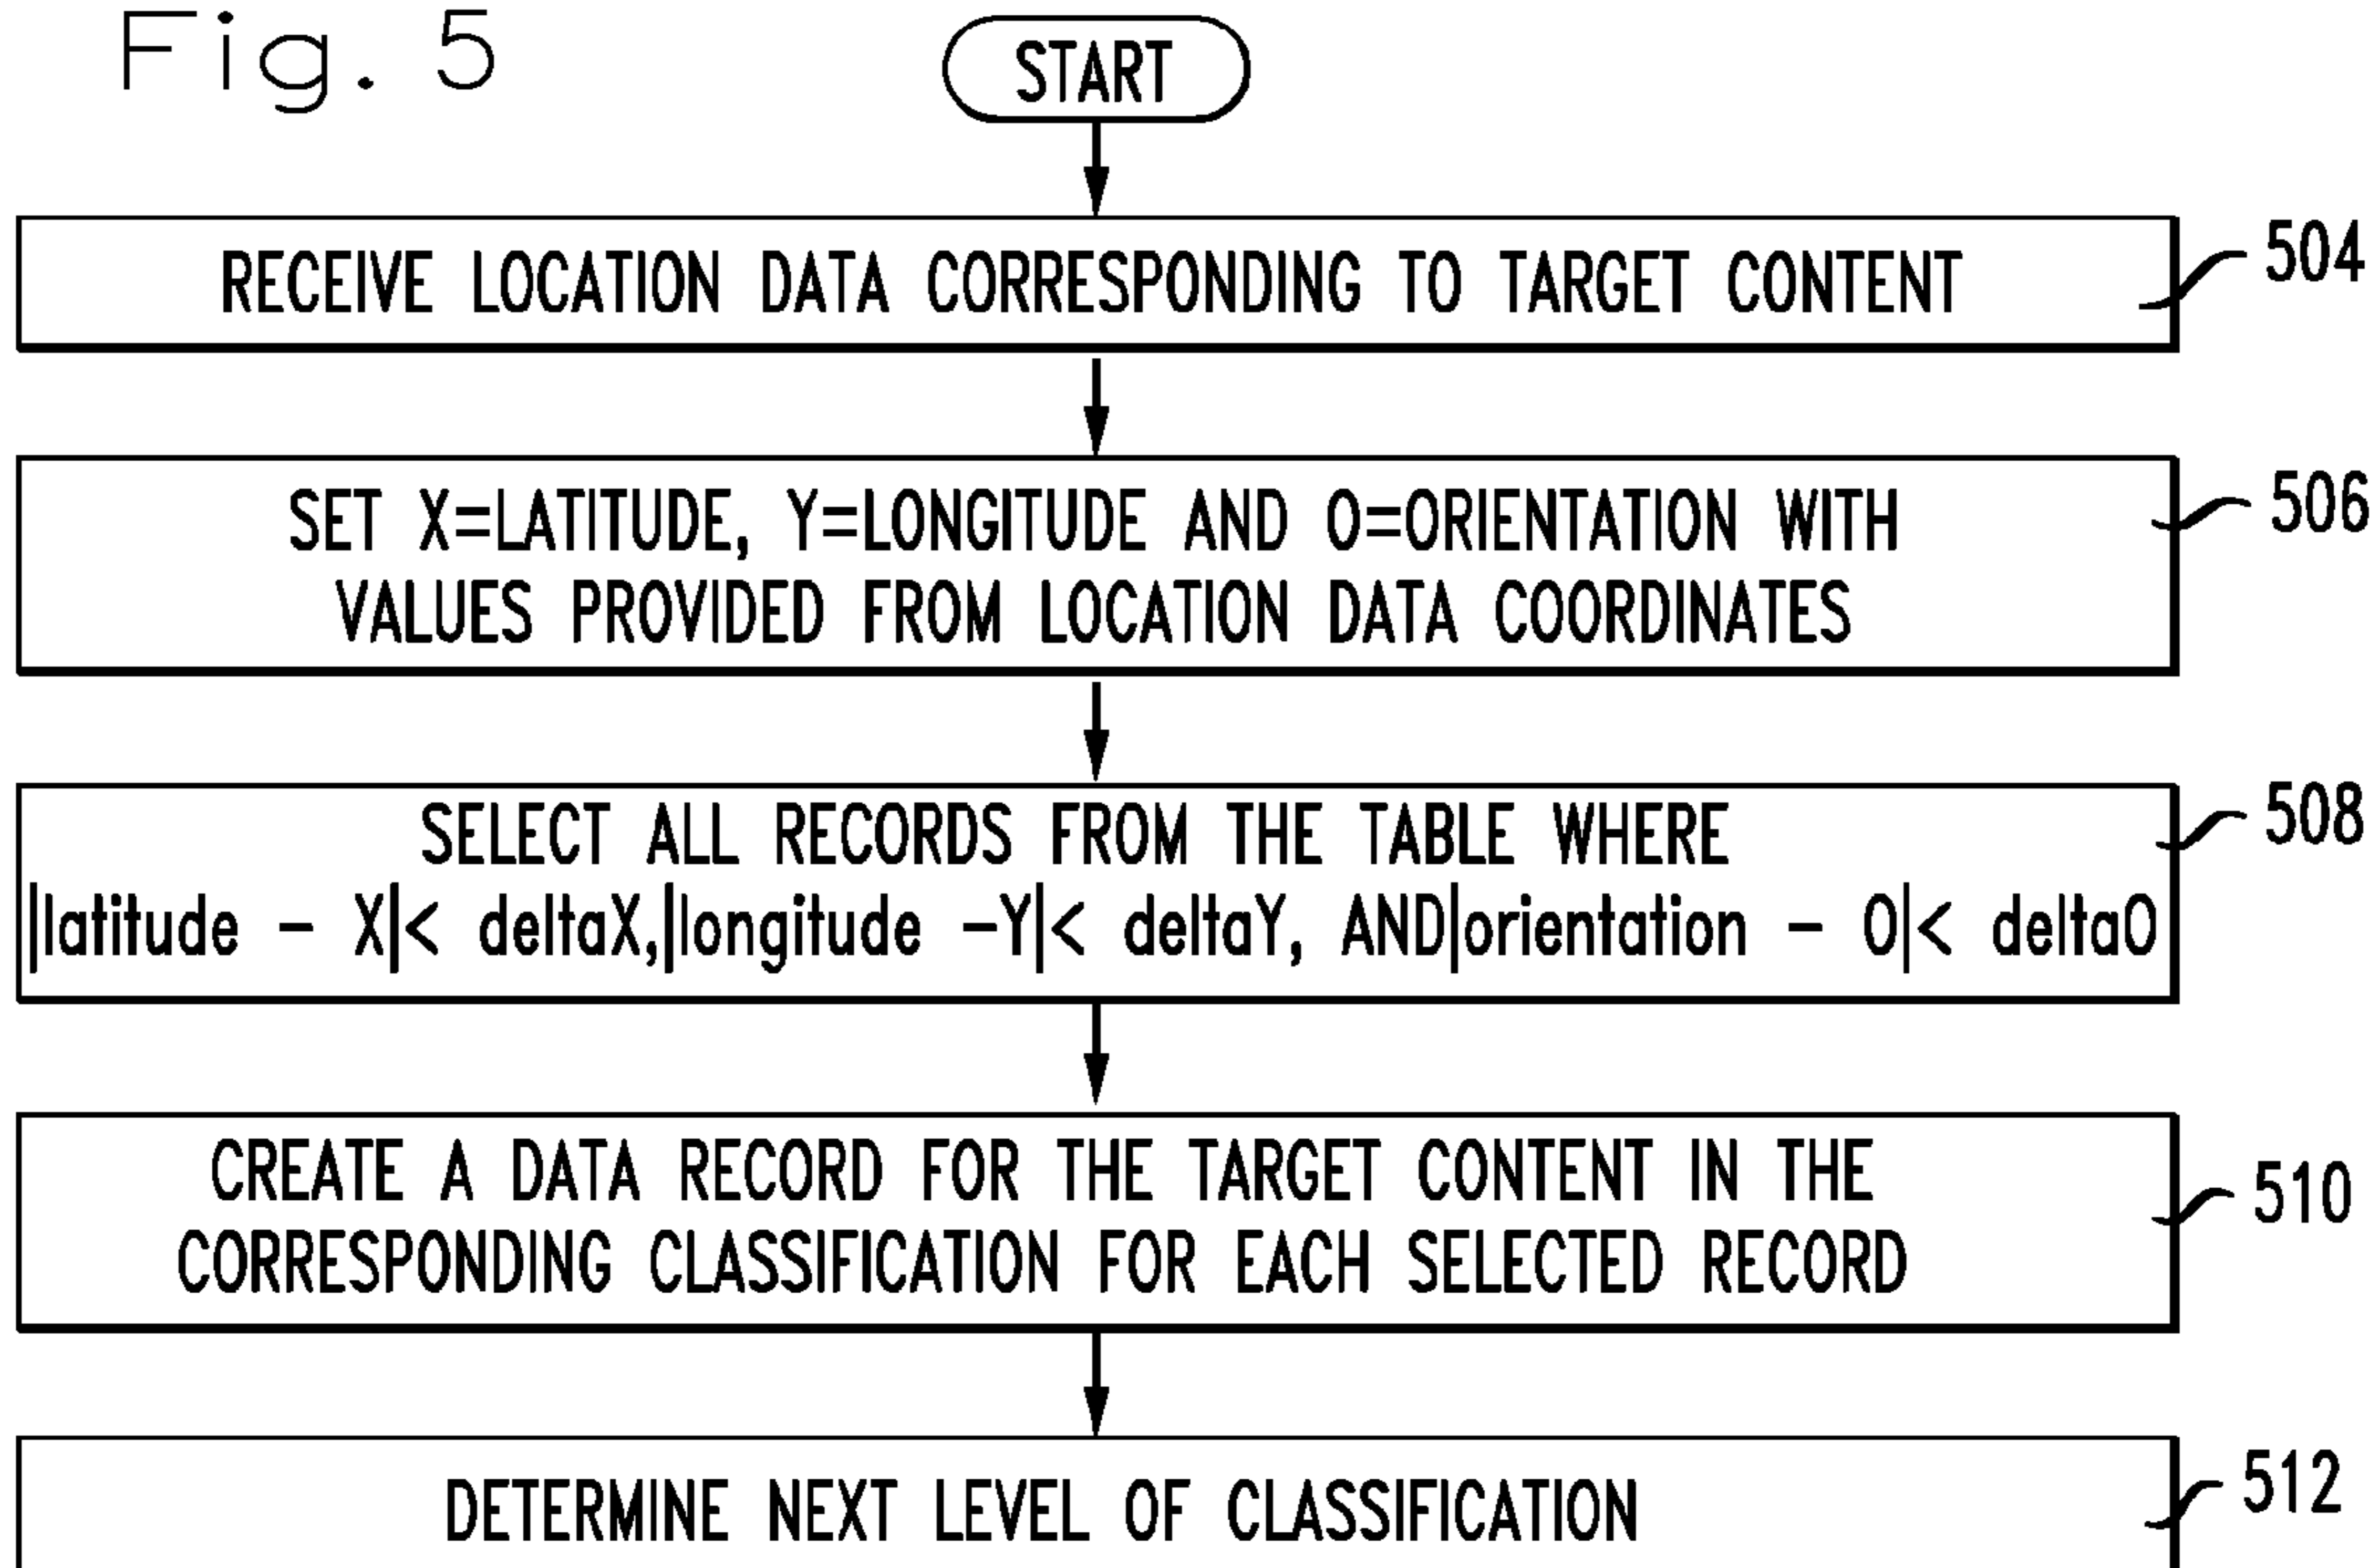 Fig. 5
START
RECEIVE LOCATION DATA CORRESPONDING TO TARGET CONTENT
504
SET X=LATITUDE, Y=LONGITUDE AND O=ORIENTATION WITH
VALUES PROVIDED FROM LOCATION DATA COORDINATES
506
SELECT ALL RECORDS FROM THE TABLE WHERE
|latitude - X|< deltaX,|longitude -Y|< deltaY, AND|orientation - O|< deltaO
508
CREATE A DATA RECORD FOR THE TARGET CONTENT IN THE
CORRESPONDING CLASSIFICATION FOR EACH SELECTED RECORD
510
DETERMINE NEXT LEVEL OF CLASSIFICATION
512